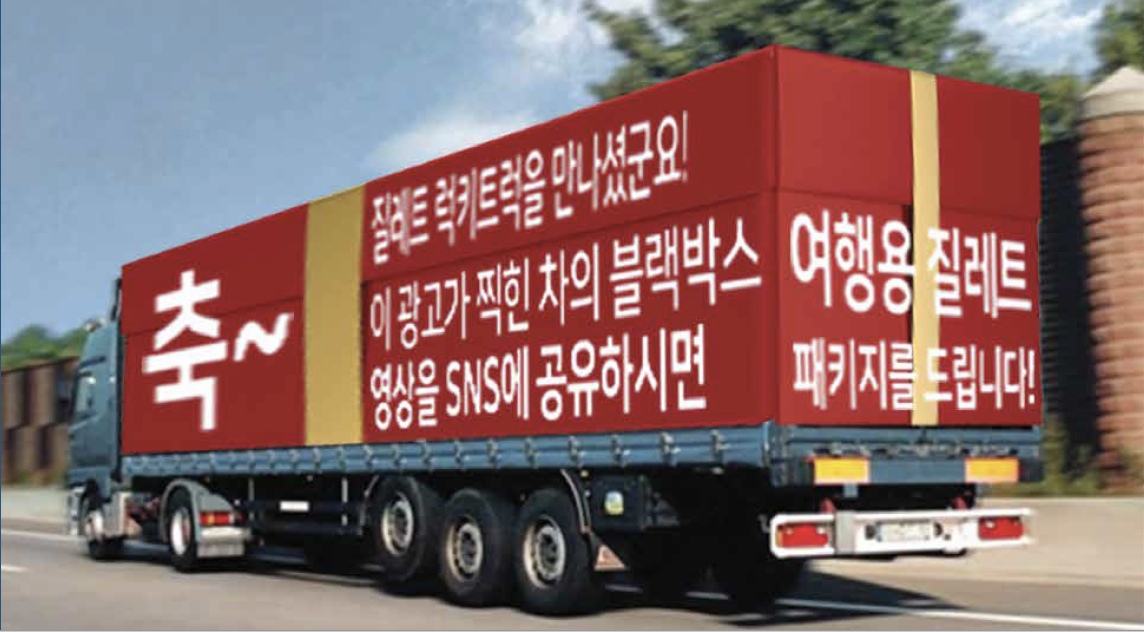 축~
질레트 럭키트럭을 만나셨군요!
이 광고가 찍힌 차의 블랙박스
영상을 SNS에 공유하시면
여행용 질레트
패키지를 드립니다!